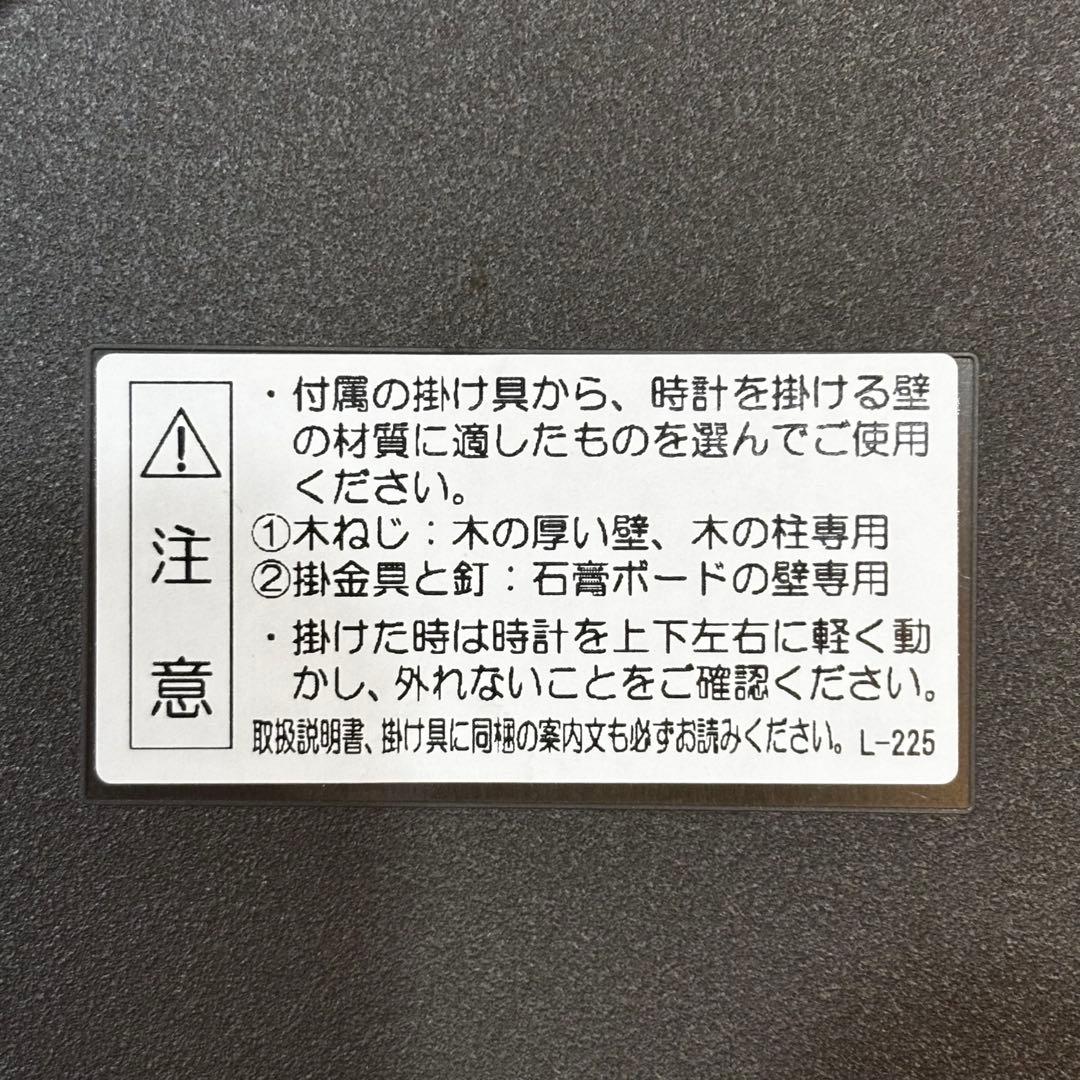 注意
・付属の掛け具から、時計を掛ける壁
の材質に適したものを選んでご使用
ください。
①木ねじ：木の厚い壁、木の柱専用
②掛金具と釘：石膏ボードの壁専用
・掛けた時は時計を上下左右に軽く動
かし、外れないことをご確認ください。
取扱説明書、掛け具に同梱の案内文も必ずお読みください。L-225